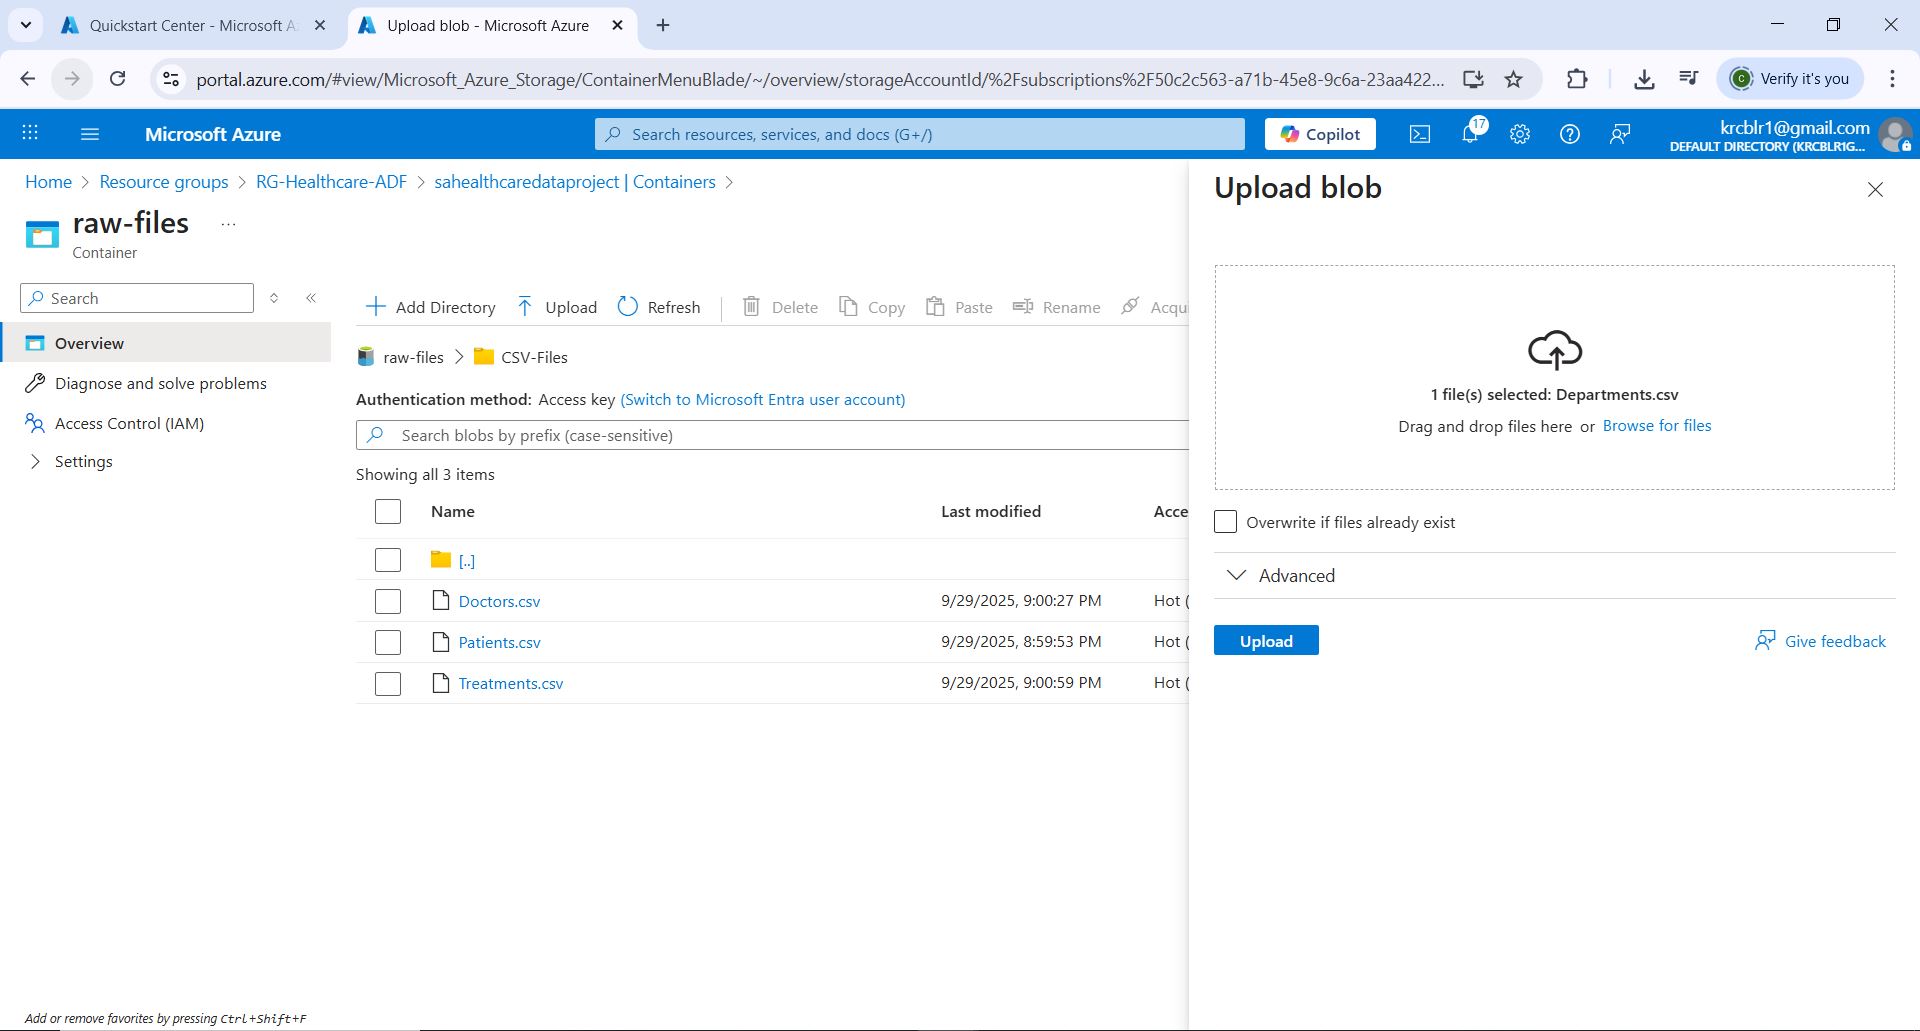 Quickstart Center - Microsoft A
Upload blob - Microsoft Azure
portal.azure.com/#view/Microsoft_Azure_Storage/ContainerMenuBlade/~/overview/storageAccountId/%2Fsubscriptions%2F50c2c563-a71b-45e8-9c6a-23aa422...
C
Verify it's you
Microsoft Azure
Search resources, services, and docs (G+/)
Copilot
17
krcblr1@gmail.com
DEFAULT DIRECTORY (KRCBLR1G...
Home > Resource groups > RG-Healthcare-ADF > sahealthcaredataproject | Containers >
raw-files ...
Container
Search
Overview
Diagnose and solve problems
Access Control (IAM)
Settings
Add Directory
Upload
Refresh
Delete
Copy
Paste
Rename
Acqu
raw-files > CSV-Files
Authentication method: Access key (Switch to Microsoft Entra user account)
Search blobs by prefix (case-sensitive)
Showing all 3 items
Name Last modified Acce
[..]
Doctors.csv 9/29/2025, 9:00:27 PM Hot (
Patients.csv 9/29/2025, 8:59:53 PM Hot (
Treatments.csv 9/29/2025, 9:00:59 PM Hot (
Upload blob
1 file(s) selected: Departments.csv
Drag and drop files here or Browse for files
Overwrite if files already exist
Advanced
Upload
Give feedback
Add or remove favorites by pressing Ctrl+Shift+F